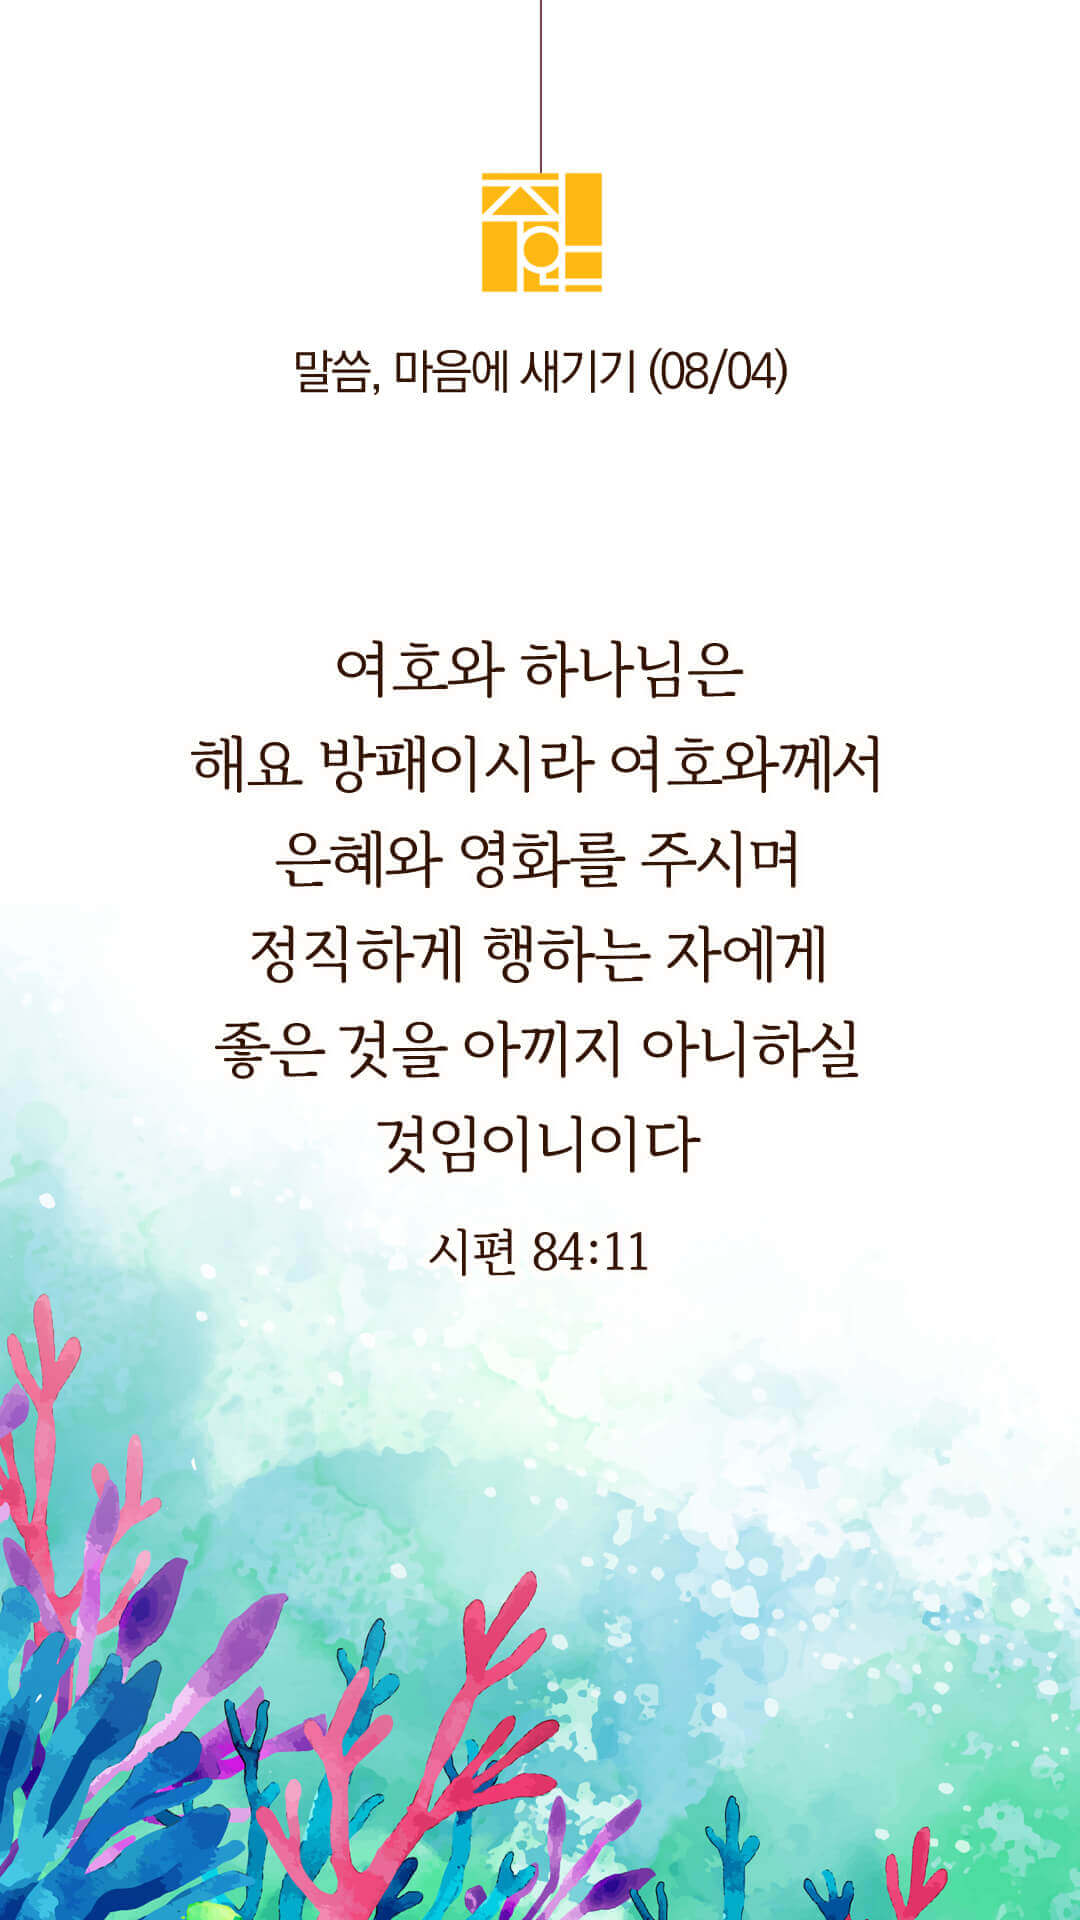 주인
말씀, 마음에 새기기 (08/04)
여호와 하나님은
해요 방패이시라 여호와께서
은혜와 영화를 주시며
정직하게 행하는 자에게
좋은 것을 아끼지 아니하실
것임이니이다
시편 84:11